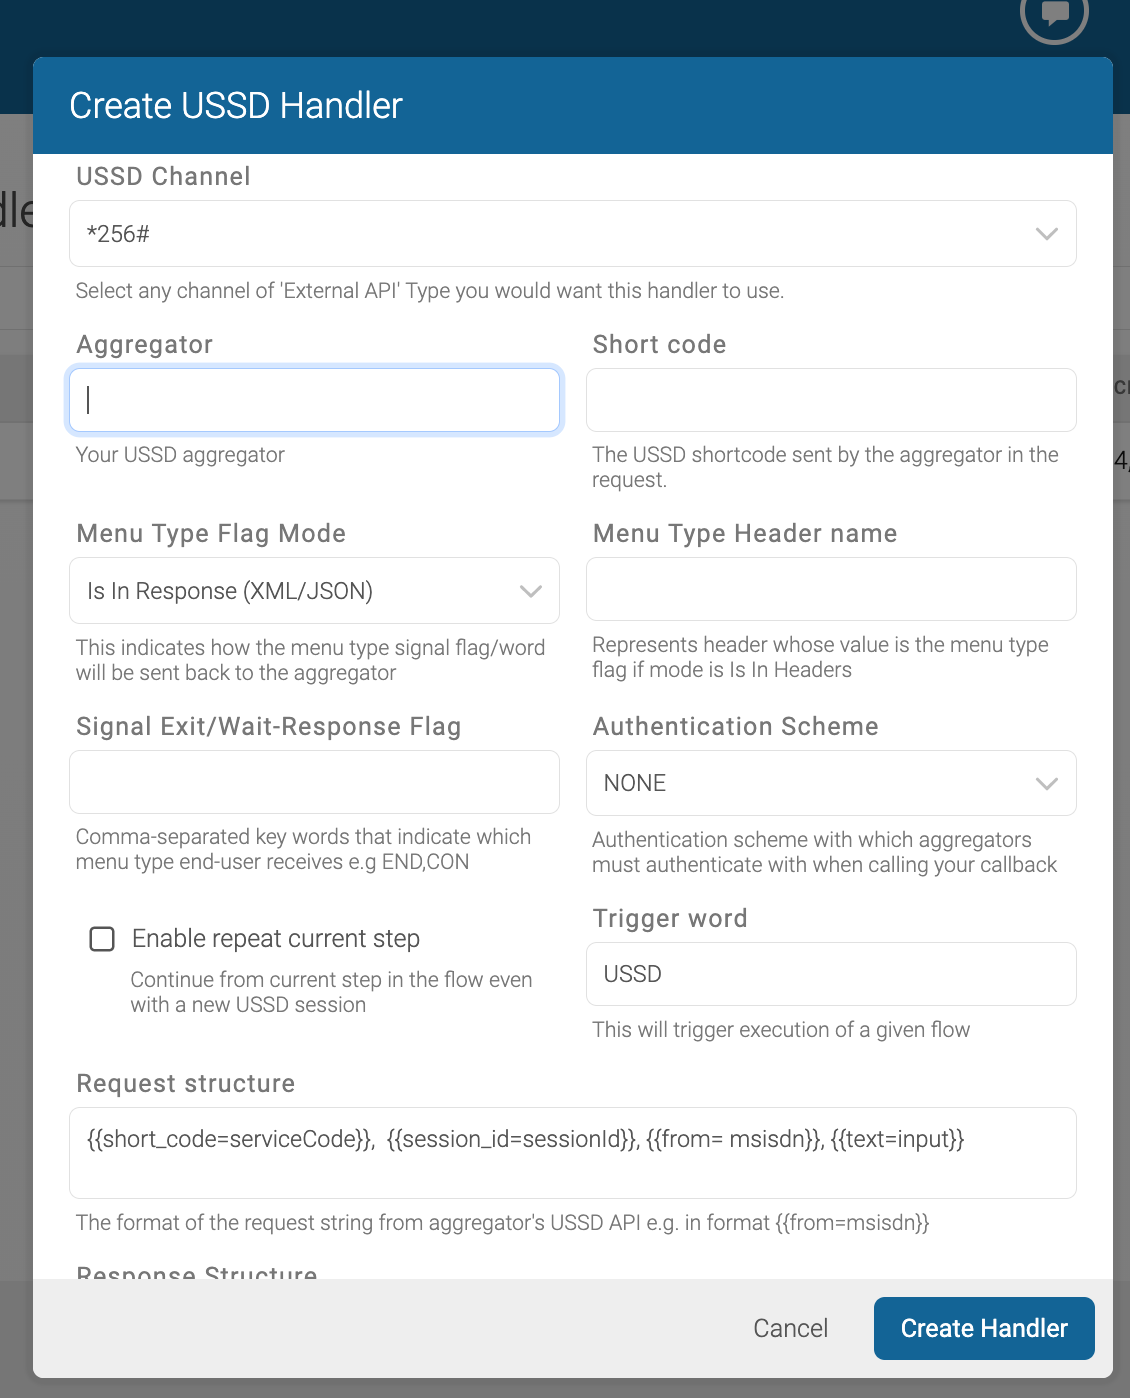 Create USSD Handler
USSD Channel
*256#
Select any channel of 'External API' Type you would want this handler to use.
Aggregator
Your USSD aggregator
Short code
The USSD shortcode sent by the aggregator in the
request.
Menu Type Flag Mode
Is In Response (XML/JSON)
This indicates how the menu type signal flag/word
will be sent back to the aggregator
Menu Type Header name
Represents header whose value is the menu type
flag if mode is Is In Headers
Signal Exit/Wait-Response Flag
Comma-separated key words that indicate which
menu type end-user receives e.g END,CON
Authentication Scheme
NONE
Authentication scheme with which aggregators
must authenticate with when calling your callback
Enable repeat current step
Continue from current step in the flow even
with a new USSD session
Trigger word
USSD
This will trigger execution of a given flow
Request structure
{{short_code=serviceCode}},  {{session_id=sessionId}}, {{from= msisdn}}, {{text=input}}
The format of the request string from aggregator's USSD API e.g. in format {{from=msisdn}}
Response Structure
Cancel
Create Handler